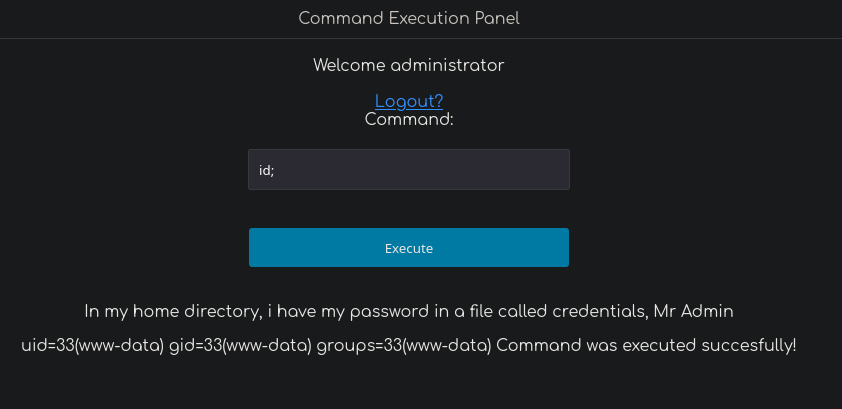 Command Execution Panel
Welcome administrator
Logout?
Command:
id;
Execute
In my home directory, i have my password in a file called credentials, Mr Admin
uid=33(www-data) gid=33(www-data) groups=33(www-data) Command was executed succesfully!